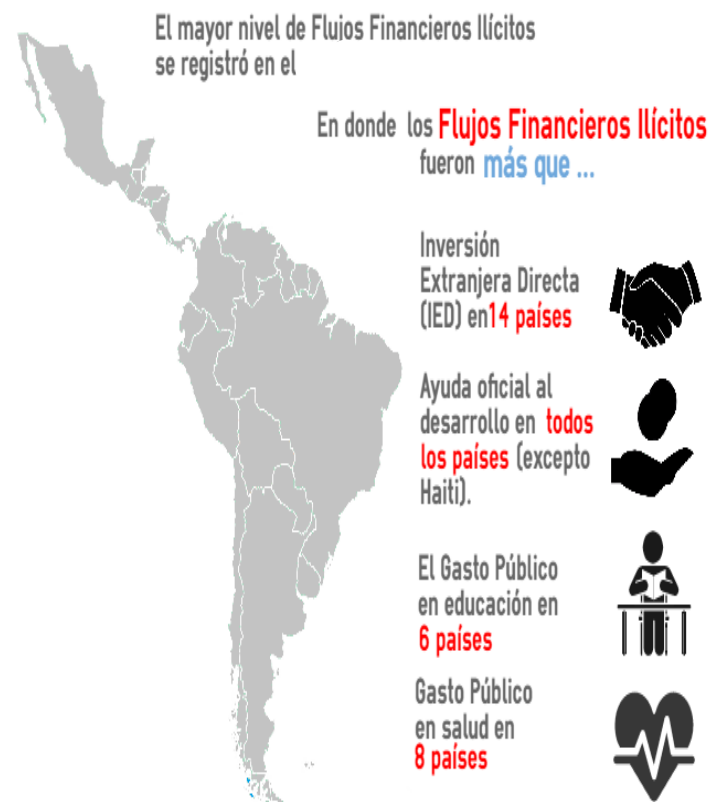 El mayor nivel de Flujos Financieros Ilícitos
se registró en el
En donde los Flujos Financieros Ilícitos
fueron más que ...
Inversión
Extranjera Directa
(IED) en 14 países
Ayuda oficial al
desarrollo en todos
los países (excepto
Haiti).
El Gasto Público
en educación en
6 países
Gasto Público
en salud en
8 países